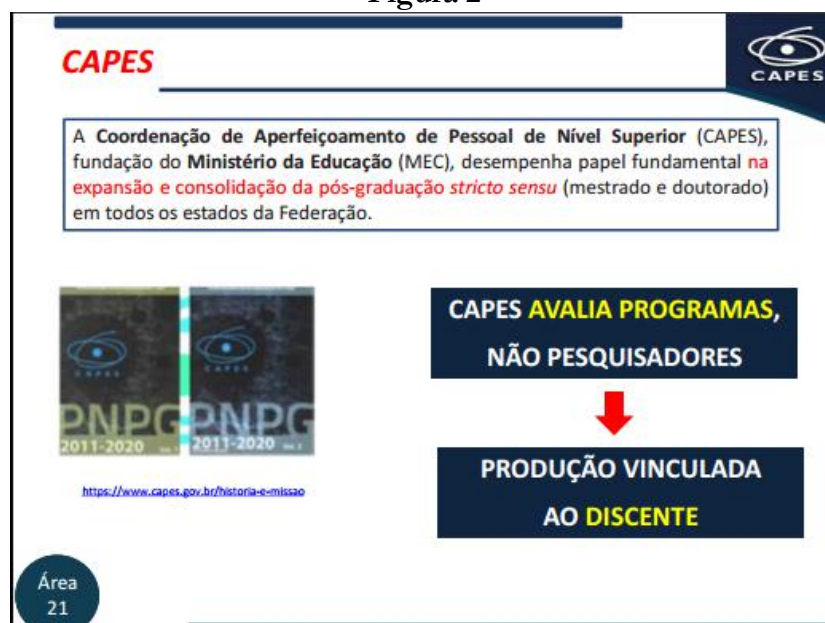 Figura 2
CAPES
CAPES
A Coordenação de Aperfeiçoamento de Pessoal de Nível Superior (CAPES),
fundação do Ministério da Educação (MEC), desempenha papel fundamental na
expansão e consolidação da pós-graduação stricto sensu (mestrado e doutorado)
em todos os estados da Federação.
CAPES
CAPES
PNPG
2011-2020
PNPG
2011-2020
https://www.capes.gov.br/historia-e-missao
CAPES AVALIA PROGRAMAS,
NÃO PESQUISADORES
PRODUÇÃO VINCULADA
AO DISCENTE
Área
21